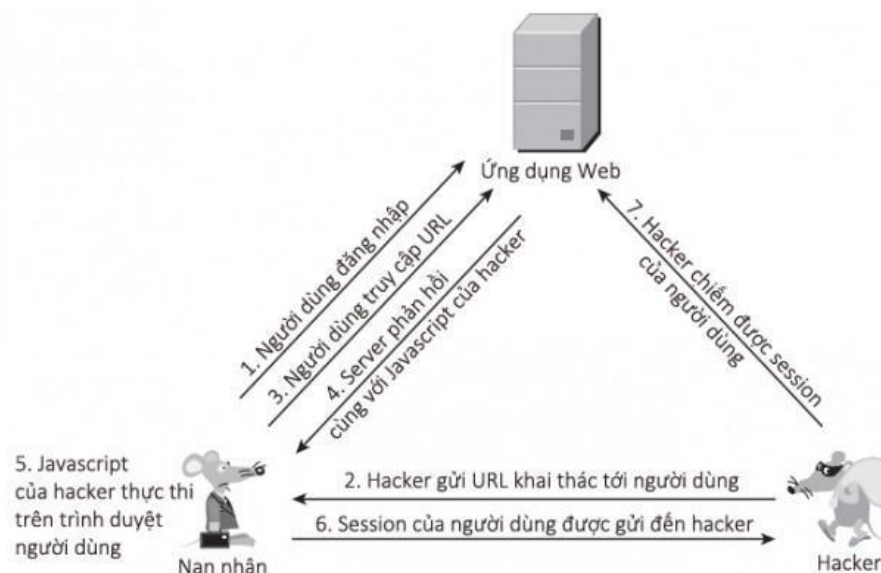 Ứng dụng Web
1. Người dùng đăng nhập
3. Người dùng truy cập URL
4. Server phản hồi
cùng với Javascript của hacker
7. Hacker chiếm được session
của người dùng
5. Javascript
của hacker thực thi
trên trình duyệt
người dùng
2. Hacker gửi URL khai thác tới người dùng
6. Session của người dùng được gửi đến hacker
Nạn nhân
Hacker